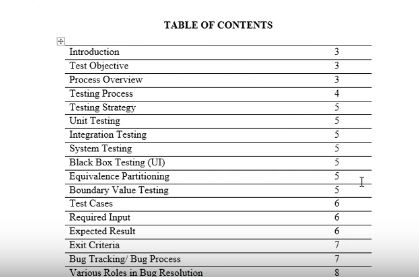 TABLE OF CONTENTS
Introduction 3
Test Objective 3
Process Overview 3
Testing Process 4
Testing Strategy 5
Unit Testing 5
Integration Testing 5
System Testing 5
Black Box Testing (UI) 5
Equivalence Partitioning 5
Boundary Value Testing 5
Test Cases 6
Required Input 6
Expected Result 6
Exit Criteria 7
Bug Tracking/ Bug Process 7
Various Roles in Bug Resolution 8